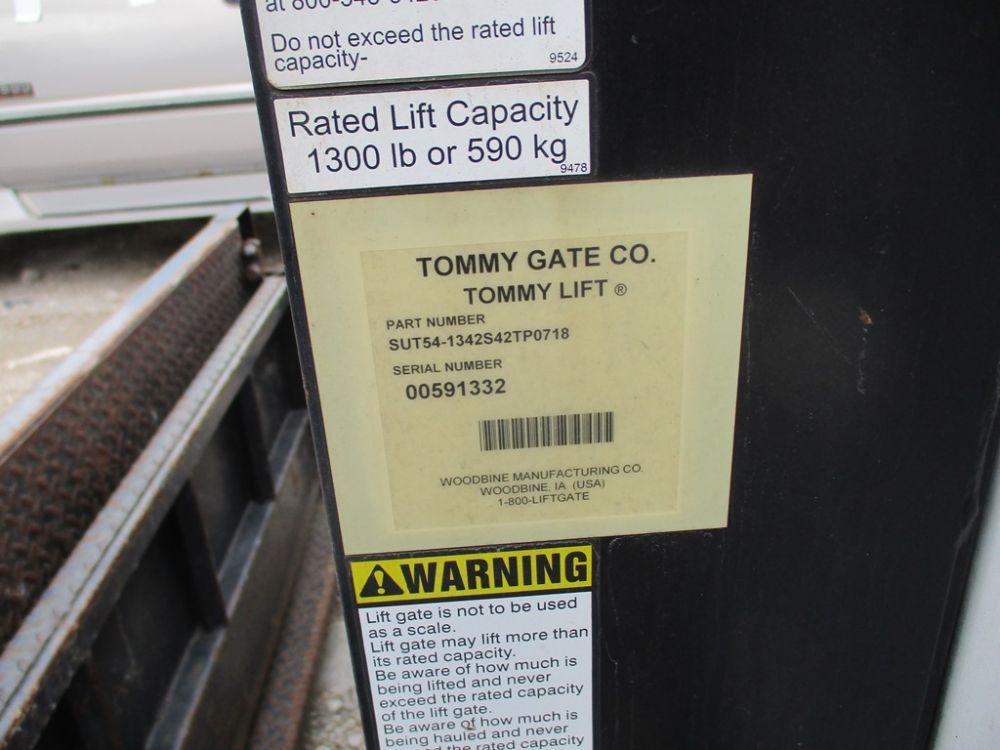 Do not exceed the rated lift
capacity-
9524
Rated Lift Capacity
1300 lb or 590 kg
9478
TOMMY GATE CO.
TOMMY LIFT ®
PART NUMBER
SUT54-1342S42TP0718
SERIAL NUMBER
00591332
WOODBINE MANUFACTURING CO.
WOODBINE, IA (USA)
1-800-LIFTGATE
WARNING
Lift gate is not to be used
as a scale.
Lift gate may lift more than
its rated capacity.
Be aware of how much is
being lifted and never
exceed the rated capacity
of the lift gate.
Be aware of how much is
being hauled and never
the rated capacity